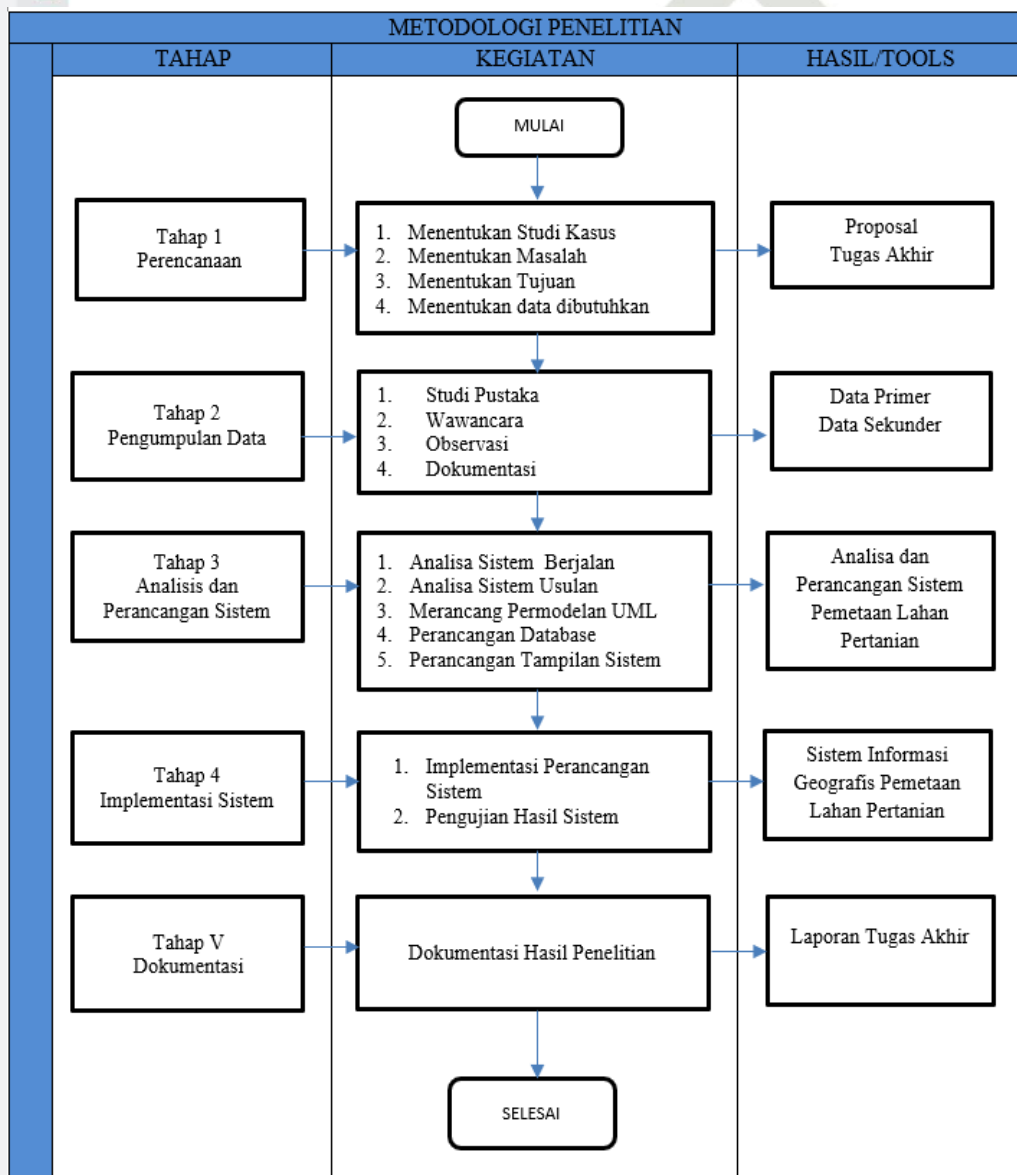 METODOLOGI PENELITIAN
TAHAP
KEGIATAN
HASIL/TOOLS
MULAI
Tahap 1
Perencanaan
1. Menentukan Studi Kasus
2. Menentukan Masalah
3. Menentukan Tujuan
4. Menentukan data dibutuhkan
Proposal
Tugas Akhir
Tahap 2
Pengumpulan Data
1. Studi Pustaka
2. Wawancara
3. Observasi
4. Dokumentasi
Data Primer
Data Sekunder
Tahap 3
Analisis dan
Perancangan Sistem
1. Analisa Sistem Berjalan
2. Analisa Sistem Usulan
3. Merancang Permodelan UML
4. Perancangan Database
5. Perancangan Tampilan Sistem
Analisa dan
Perancangan Sistem
Pemetaan Lahan
Pertanian
Tahap 4
Implementasi Sistem
1. Implementasi Perancangan
Sistem
2. Pengujian Hasil Sistem
Sistem Informasi
Geografis Pemetaan
Lahan Pertanian
Tahap V
Dokumentasi
Dokumentasi Hasil Penelitian
Laporan Tugas Akhir
SELESAI